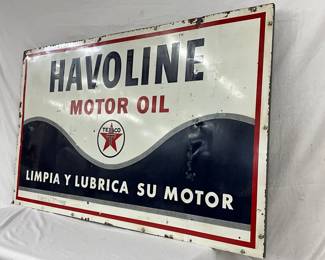 HAVOLINE
MOTOR OIL
TEXACO
LIMPIA Y LUBRICA SU MOTOR